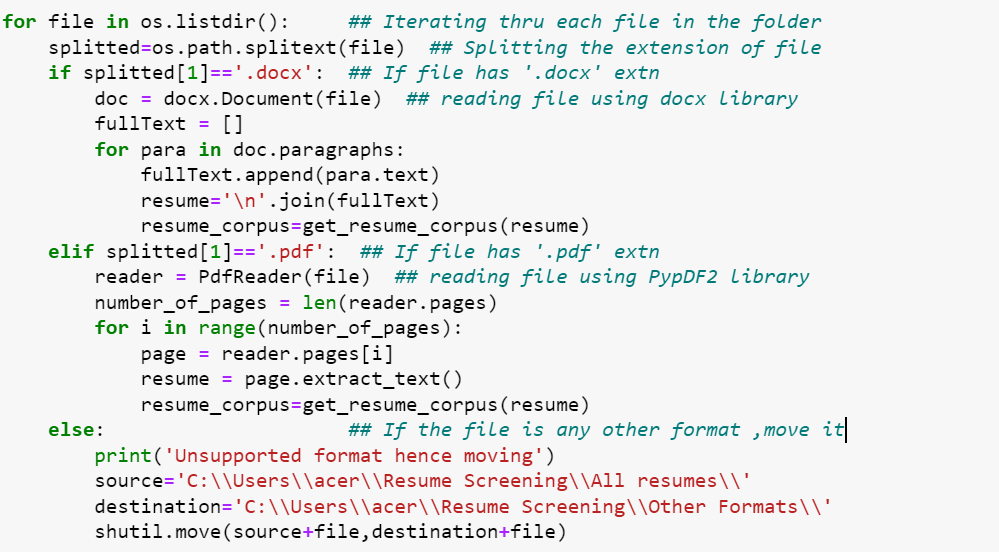 for file in os.listdir():     ## Iterating thru each file in the folder
    splitted=os.path.splitext(file)  ## Splitting the extension of file
    if splitted[1]=='.docx':  ## If file has '.docx' extn
        doc = docx.Document(file)  ## reading file using docx library
        fullText = []
        for para in doc.paragraphs:
            fullText.append(para.text)
            resume='\n'.join(fullText)
            resume_corpus=get_resume_corpus(resume)
    elif splitted[1]=='.pdf':  ## If file has '.pdf' extn
        reader = PdfReader(file)  ## reading file using PypDF2 library
        number_of_pages = len(reader.pages)
        for i in range(number_of_pages):
            page = reader.pages[i]
            resume = page.extract_text()
            resume_corpus=get_resume_corpus(resume)
    else:                     ## If the file is any other format ,move it
        print('Unsupported format hence moving')
        source='C:\\Users\\acer\\Resume Screening\\All resumes\\'
        destination='C:\\Users\\acer\\Resume Screening\\Other Formats\\'
        shutil.move(source+file,destination+file)